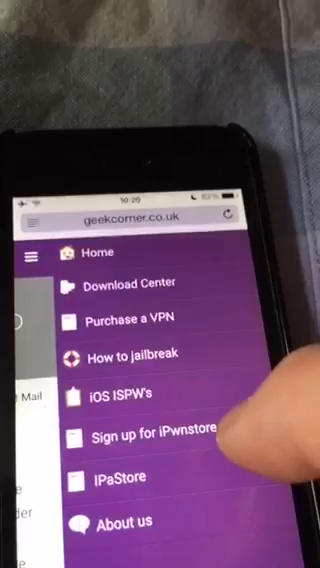 10:20
geekcorner.co.uk
Home
Download Center
Purchase a VPN
How to jailbreak
iOS ISPW's
Mail
Sign up for iPwnstore
IPaStore
About us